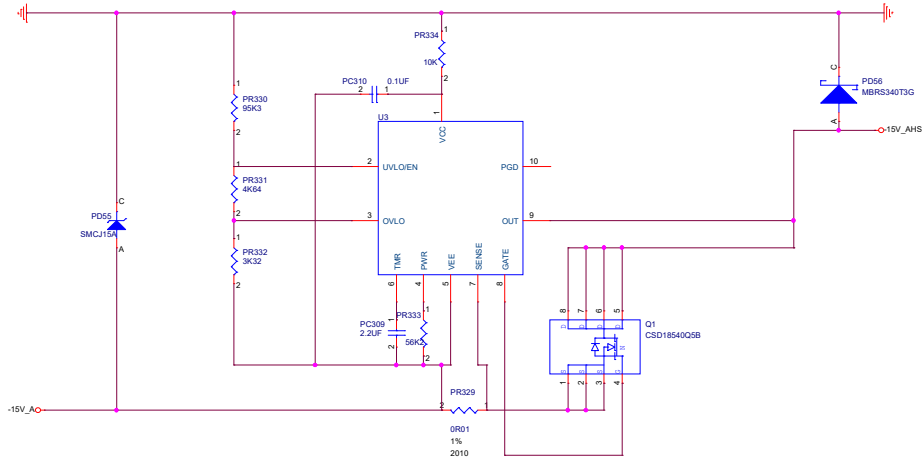 PR334
10K
1
2
PC310
0.1UF
2
1
PR330
95K3
1
2
PD56
MBRS340T3G
C
A
-15V_AHS
U3
1
VCC
2
UVLO/EN
PGD
10
PR331
4K64
1
2
3
OVLO
OUT
9
PD55
SMCJ15A
C
A
PR332
3K32
1
2
TMR
PWR
VEE
SENSE
GATE
6
4
5
7
8
PC309
2.2UF
1
2
PR333
56K2
1
2
8
7
6
5
D
D
D
D
Q1
CSD18540Q5B
S
S
S
G
1
2
3
4
-15V_A
PR329
2
1
0R01
1%
2010